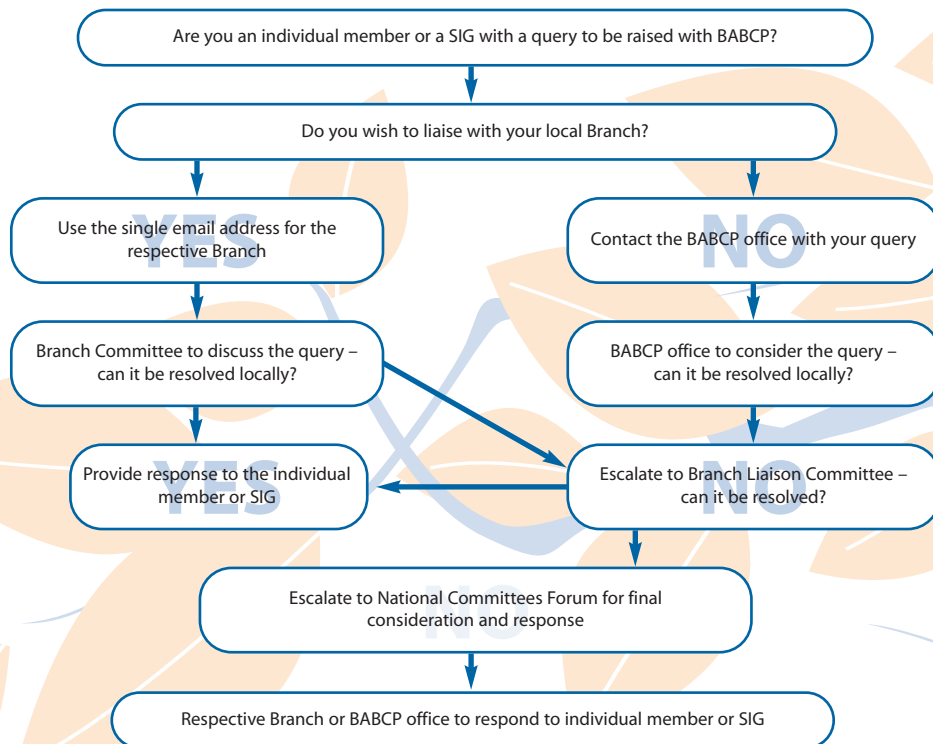 Are you an individual member or a SIG with a query to be raised with BABCP?
Do you wish to liaise with your local Branch?
YES
Use the single email address for the
respective Branch
NO
Contact the BABCP office with your query
Branch Committee to discuss the query –
can it be resolved locally?
BABCP office to consider the query –
can it be resolved locally?
YES
Provide response to the individual
member or SIG
NO
Escalate to Branch Liaison Committee –
can it be resolved?
NO
Escalate to National Committees Forum for final
consideration and response
Respective Branch or BABCP office to respond to individual member or SIG